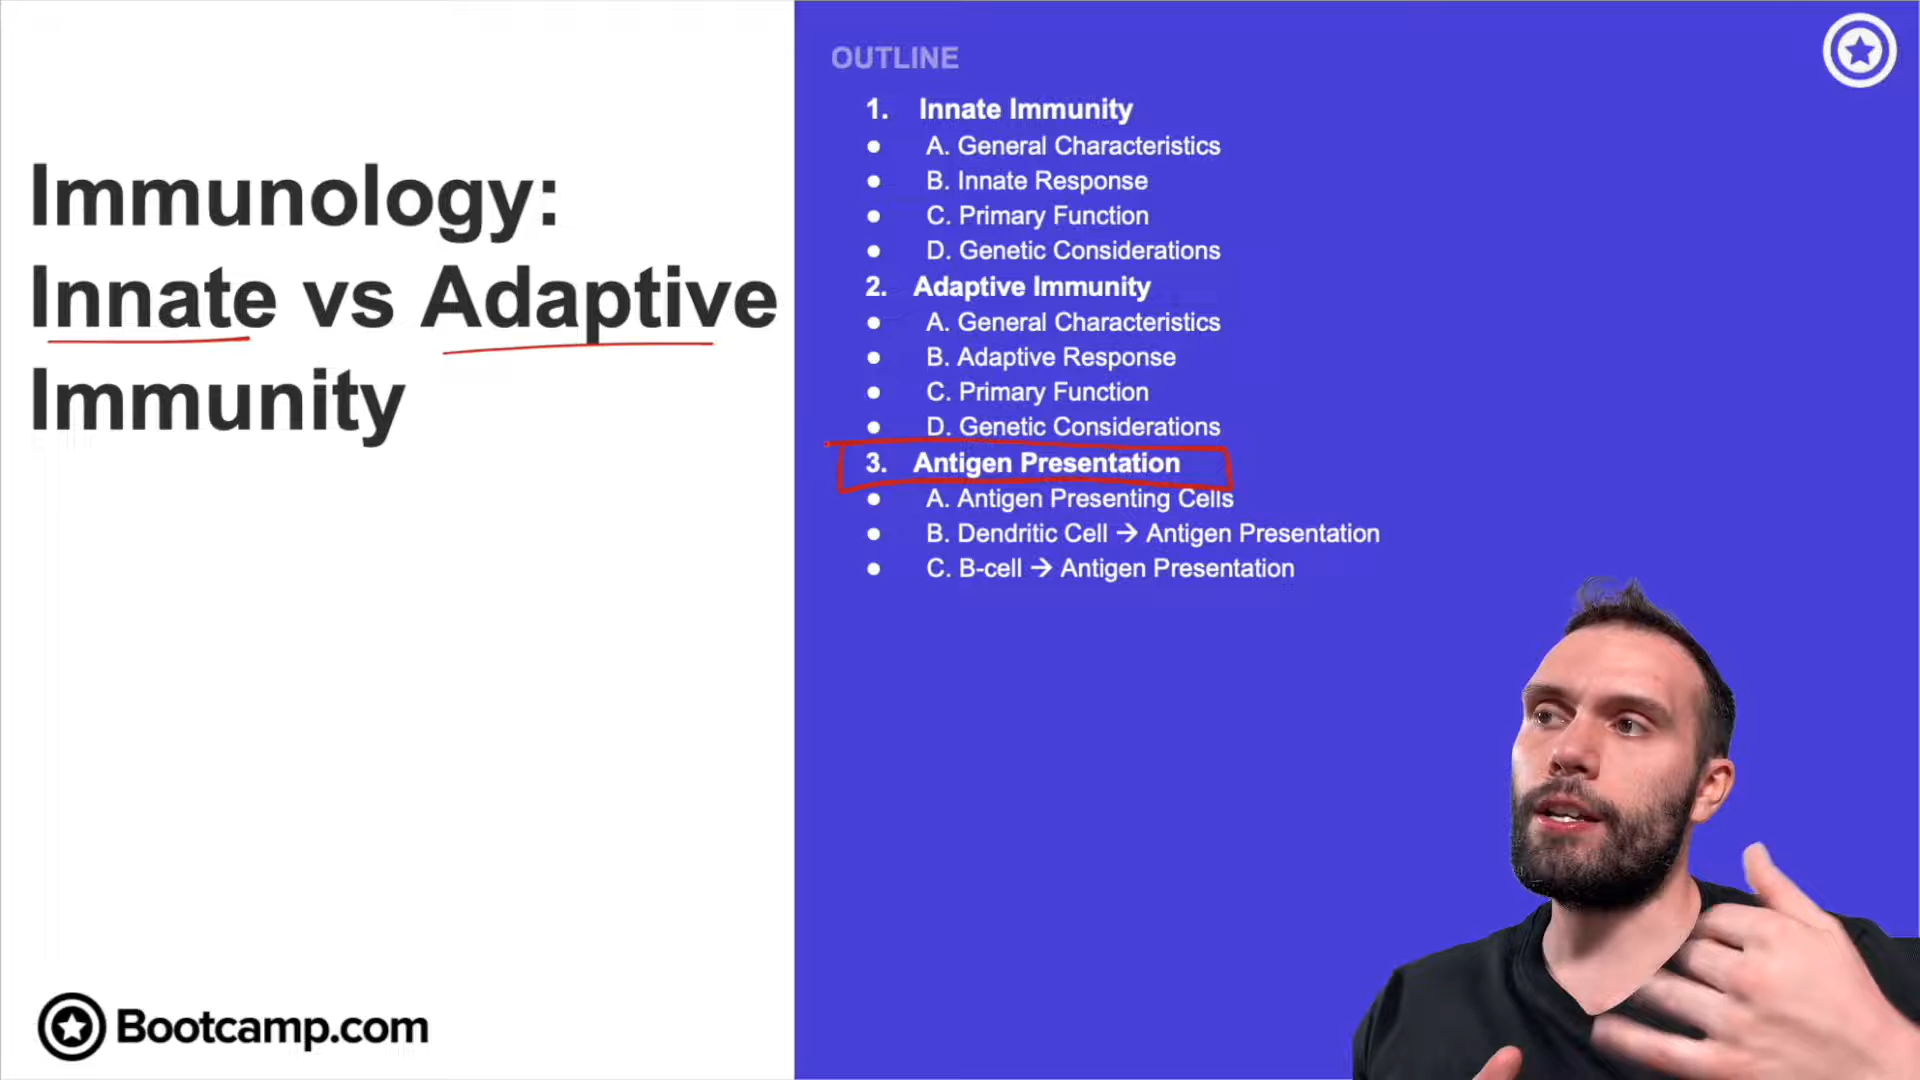 Immunology:
Innate vs Adaptive
Immunity
Bootcamp.com
OUTLINE
1. Innate Immunity
● A. General Characteristics
● B. Innate Response
● C. Primary Function
● D. Genetic Considerations
2. Adaptive Immunity
● A. General Characteristics
● B. Adaptive Response
● C. Primary Function
● D. Genetic Considerations
3. Antigen Presentation
● A. Antigen Presenting Cells
● B. Dendritic Cell → Antigen Presentation
● C. B-cell → Antigen Presentation